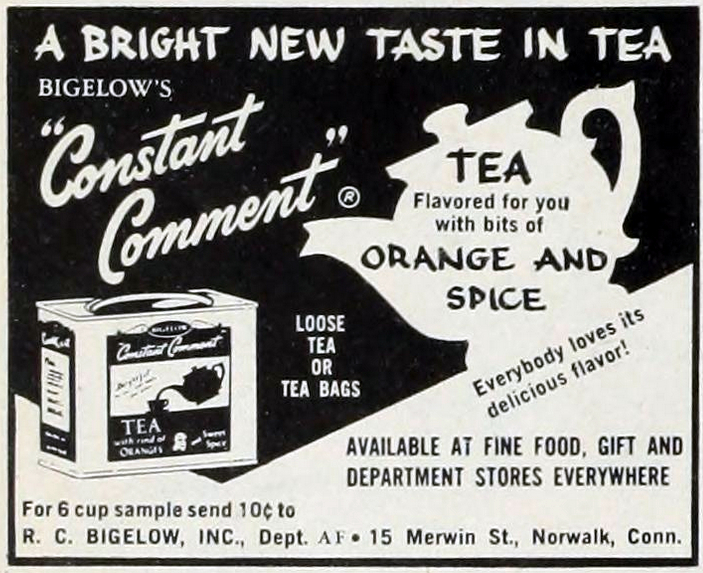 A BRIGHT NEW TASTE IN TEA
BIGELOW'S
"Constant
Comment" ®
TEA
Flavored for you
with bits of
ORANGE AND
SPICE
Everybody loves its
delicious flavor!
LOOSE
TEA
OR
TEA BAGS
BIGELOW
Constant Comment
TEA
with rind of
ORANGES
and Sweet
Spice
AVAILABLE AT FINE FOOD, GIFT AND
DEPARTMENT STORES EVERYWHERE
For 6 cup sample send 10¢ to
R. C. BIGELOW, INC., Dept. AF • 15 Merwin St., Norwalk, Conn.